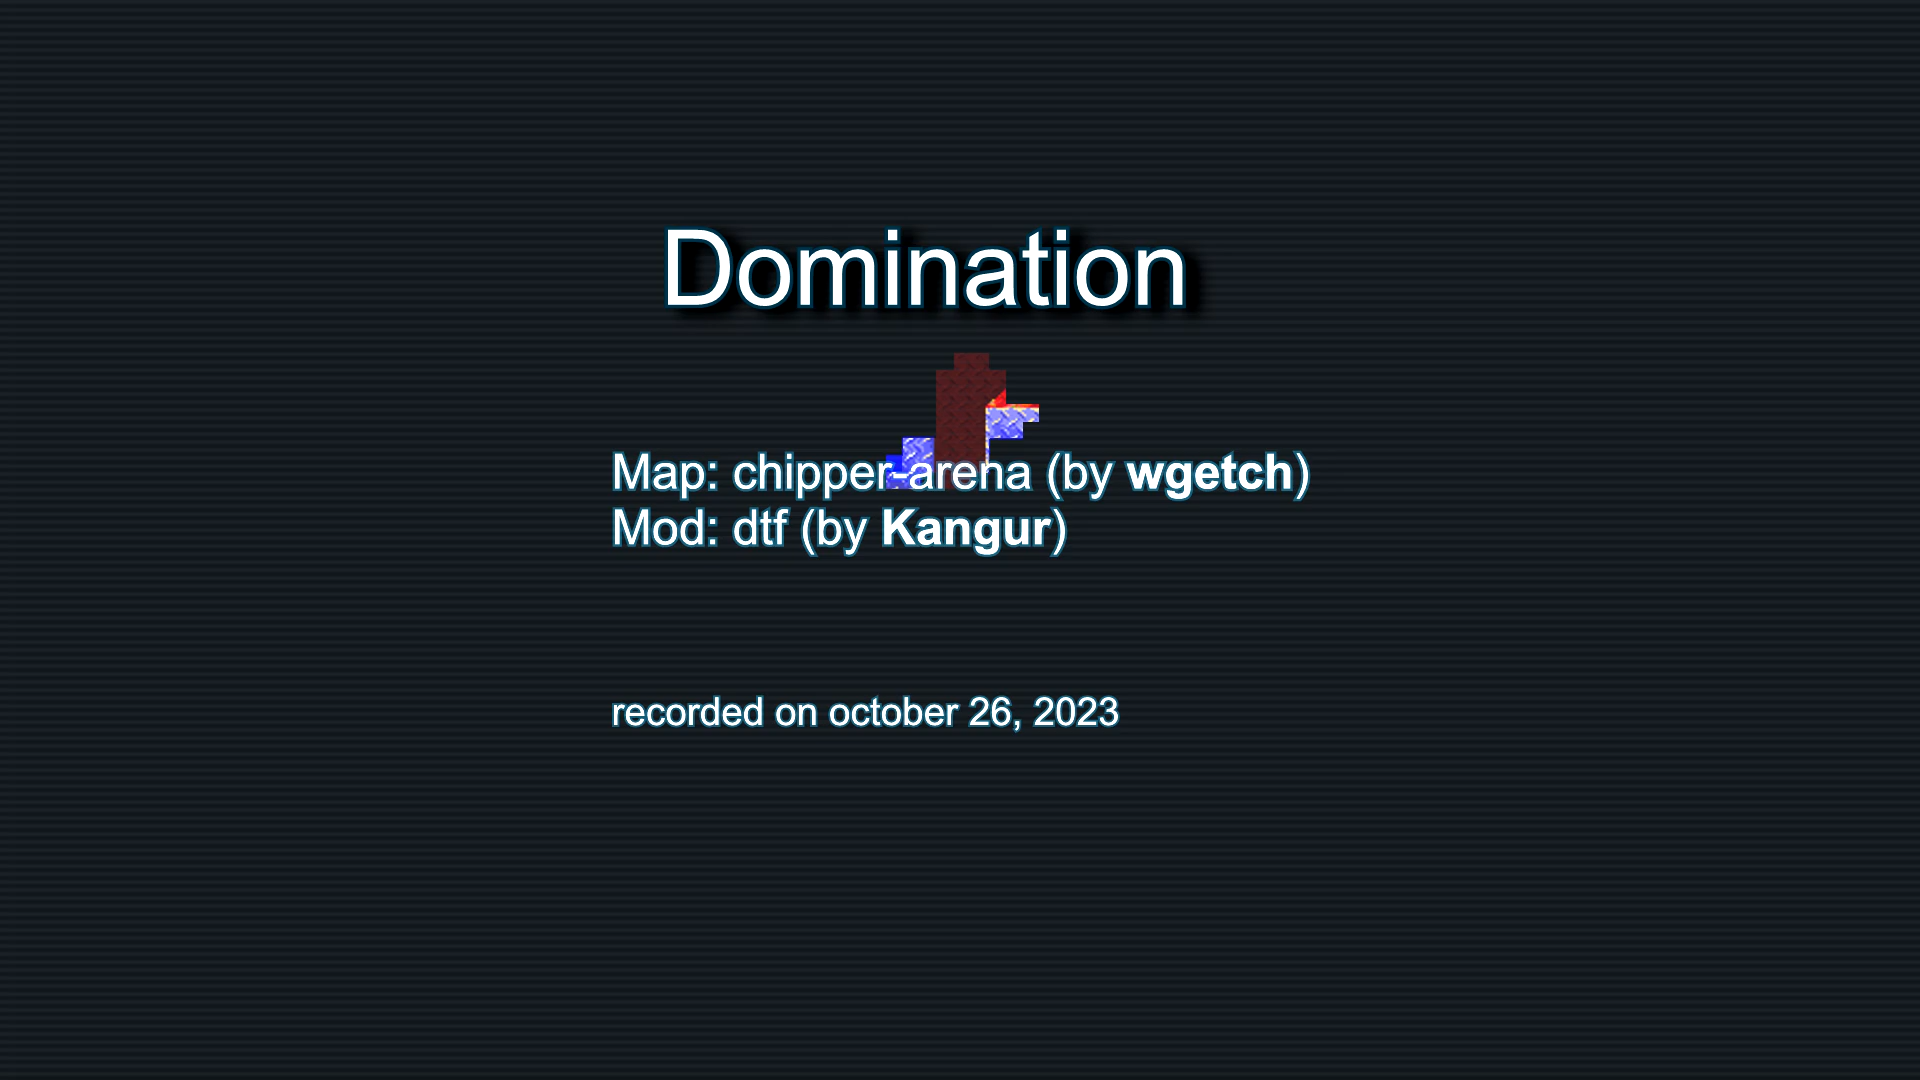 Domination
Map: chipper-arena (by wgetch)
Mod: dtf (by Kangur)
recorded on october 26, 2023